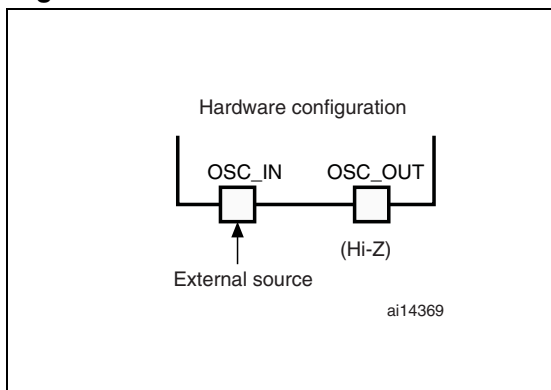 Hardware configuration
OSC_IN OSC_OUT
(Hi-Z)
External source
ai14369